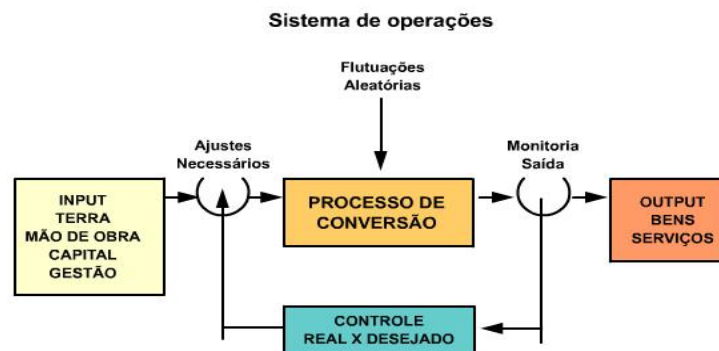 Sistema de operações
Flutuações
Aleatórias
Ajustes
Necessários
Monitoria
Saída
INPUT
TERRA
MÃO DE OBRA
CAPITAL
GESTÃO
PROCESSO DE
CONVERSÃO
OUTPUT
BENS
SERVIÇOS
CONTROLE
REAL X DESEJADO